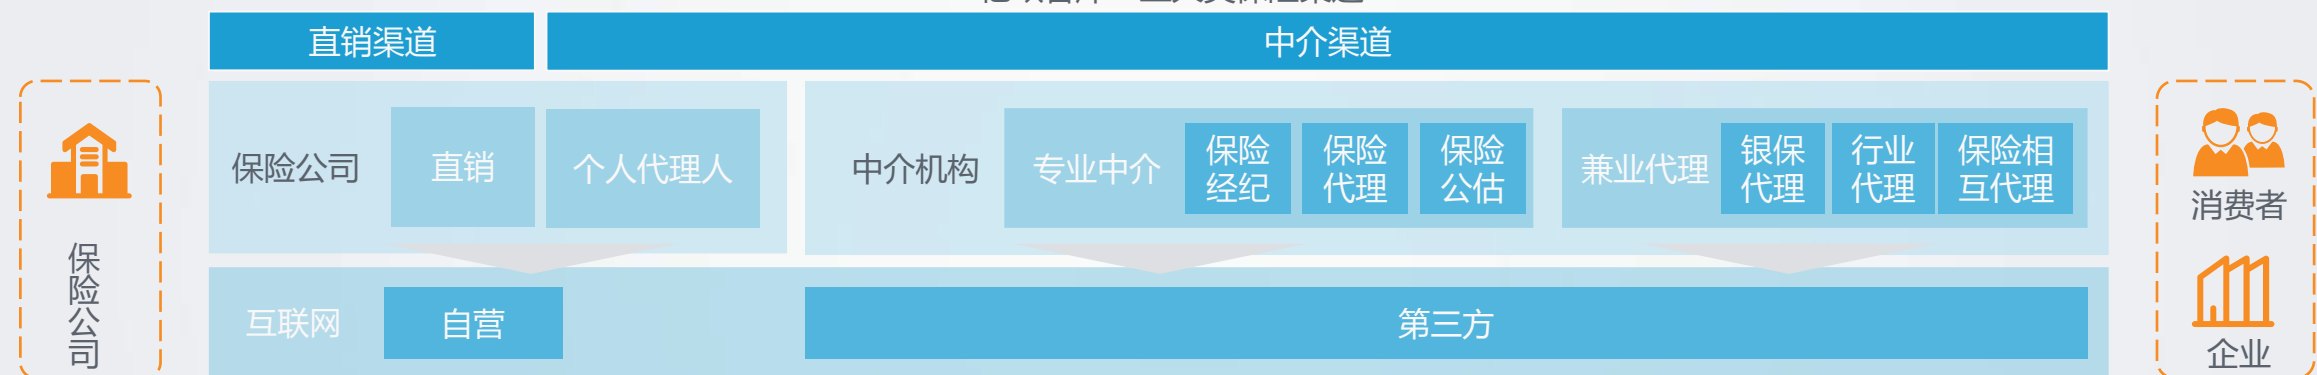 直销渠道
中介渠道
保险公司
保险公司
直销
个人代理人
中介机构
专业中介
保险
经纪
保险
代理
保险
公估
兼业代理
银保
代理
行业
代理
保险相
互代理
消费者
企业
互联网
自营
第三方